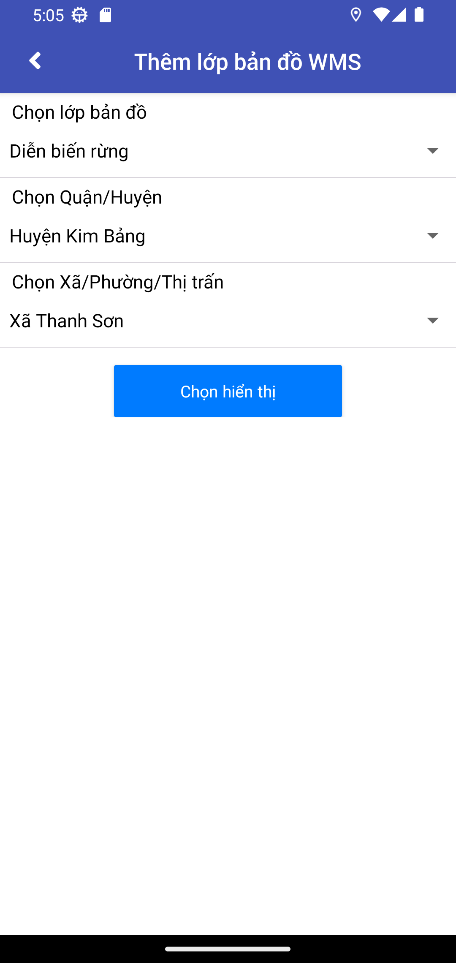 5:05
Thêm lớp bản đồ WMS
Chọn lớp bản đồ
Diễn biến rừng
Chọn Quận/Huyện
Huyện Kim Bảng
Chọn Xã/Phường/Thị trấn
Xã Thanh Sơn
Chọn hiển thị